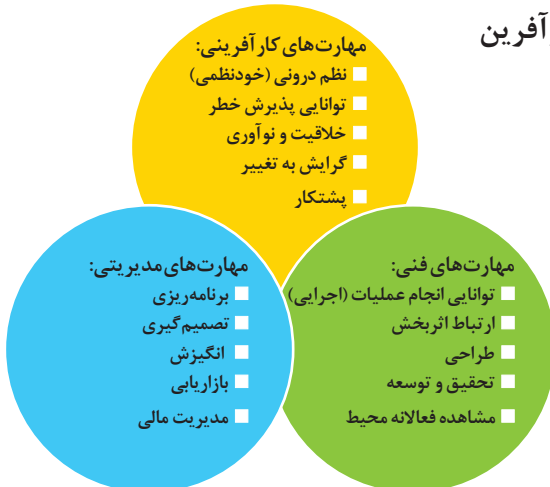 مهارت‌های کارآفرینی:
نظم درونی (خودنظمی)
توانایی پذیرش خطر
خلاقیت و نوآوری
گرایش به تغییر
پشتکار
مهارت‌های فنی:
توانایی انجام عملیات (اجرایی)
ارتباط اثربخش
طراحی
تحقیق و توسعه
مشاهده فعالانه محیط
مهارت‌های مدیریتی:
برنامه‌ریزی
تصمیم‌گیری
انگیزش
بازاریابی
مدیریت مالی